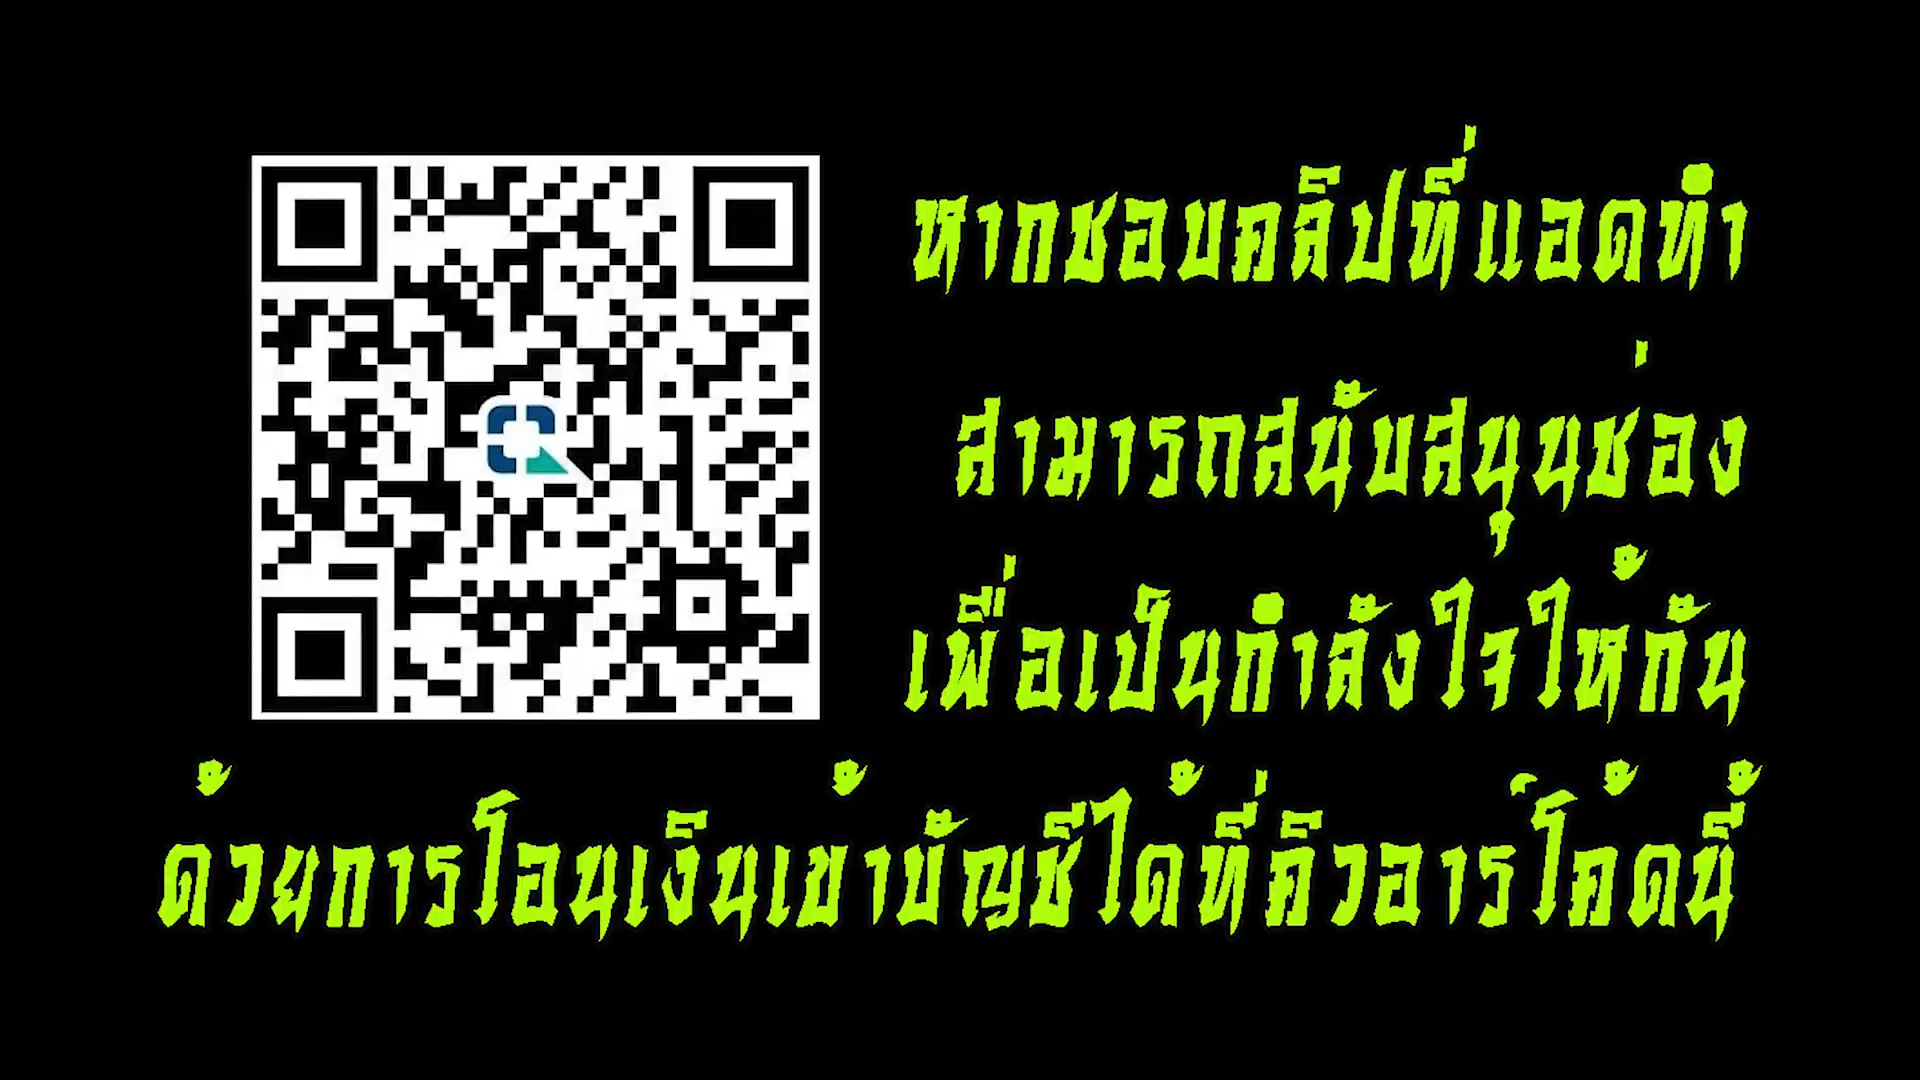 หากชอบคลิปที่แอดทำ
สามารถสนับสนุนช่อง
เพื่อเป็นกำลังใจให้กัน
ด้วยการโอนเงินเข้าบัญชีได้ที่คิวอาร์โค้ดนี้